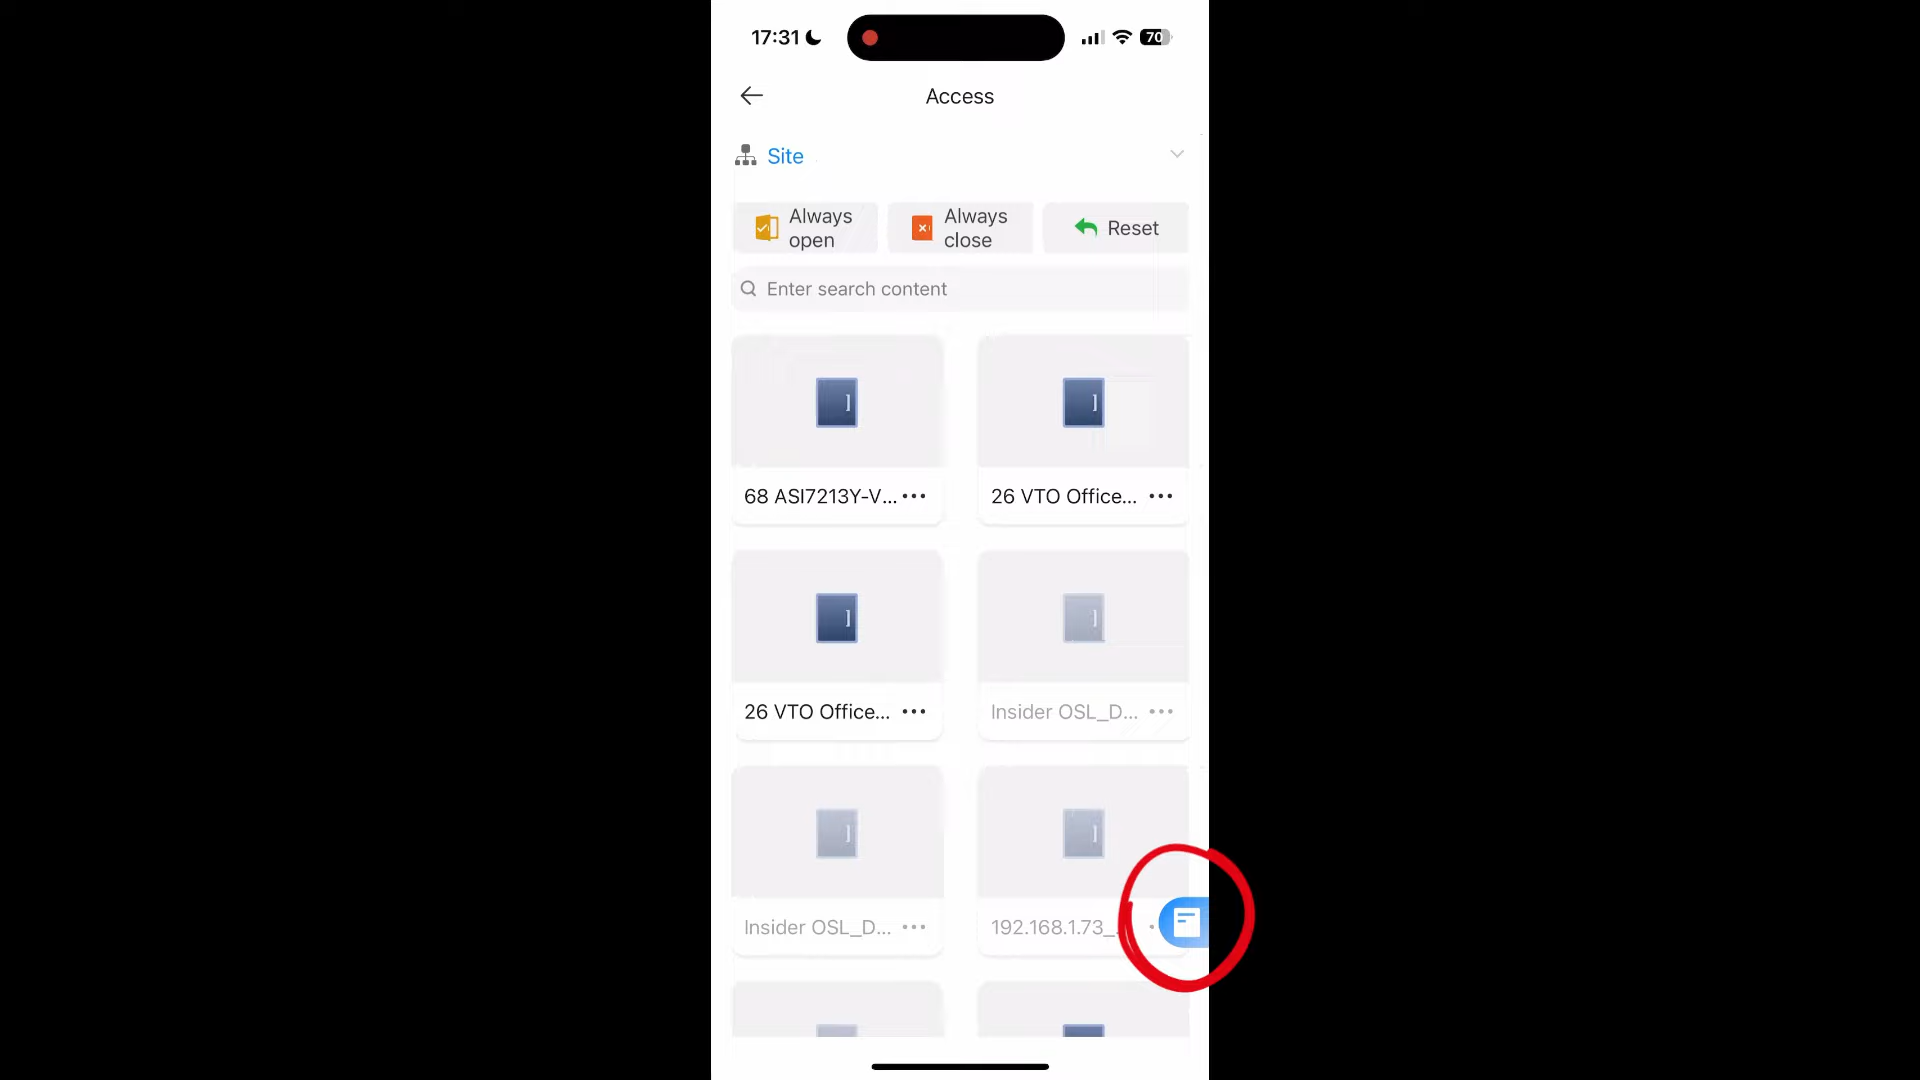 17:31
70
Access
Site
Always open
Always close
Reset
Enter search content
68 ASI7213Y-V...
26 VTO Office...
26 VTO Office...
Insider OSL_D...
Insider OSL_D...
192.168.1.73_